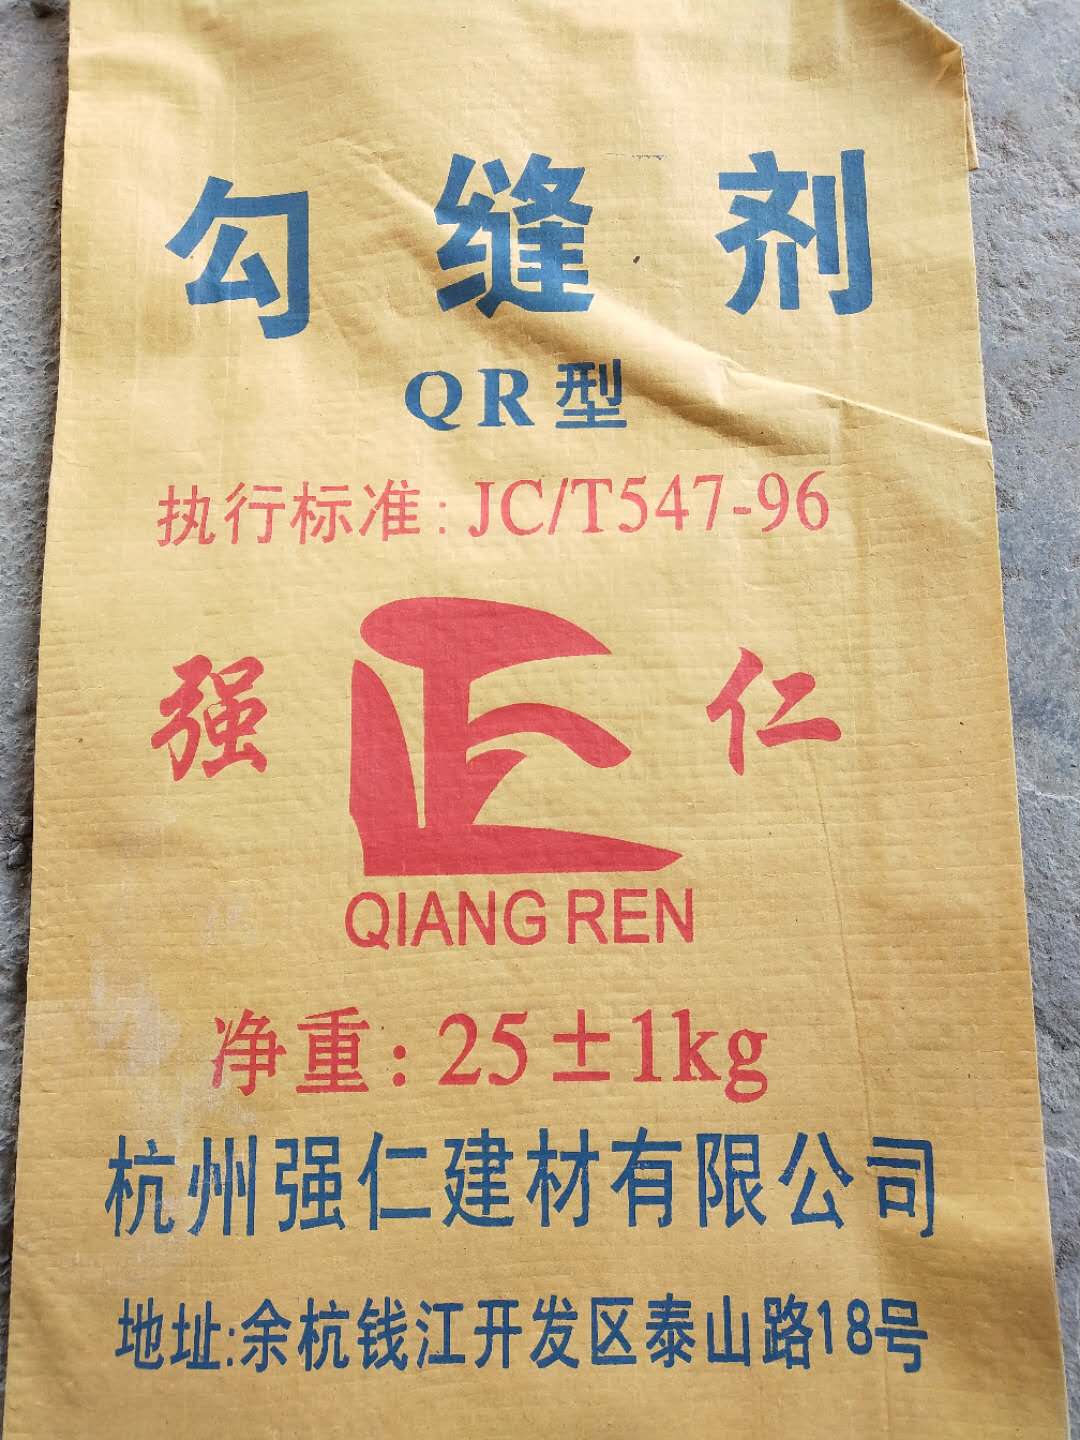 勾缝剂
QR型
执行标准:JC/T547-96
强 仁
QIANG REN
净重:25±1kg
杭州强仁建材有限公司
地址:余杭钱江开发区泰山路18号